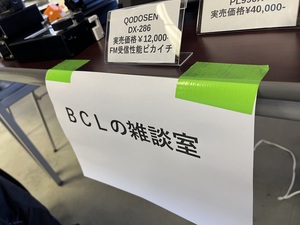 QODOSEN
DX-286
実売価格￥12,000
FM受信性能ピカイチ
実売価格¥40,000-
BCLの雑談室